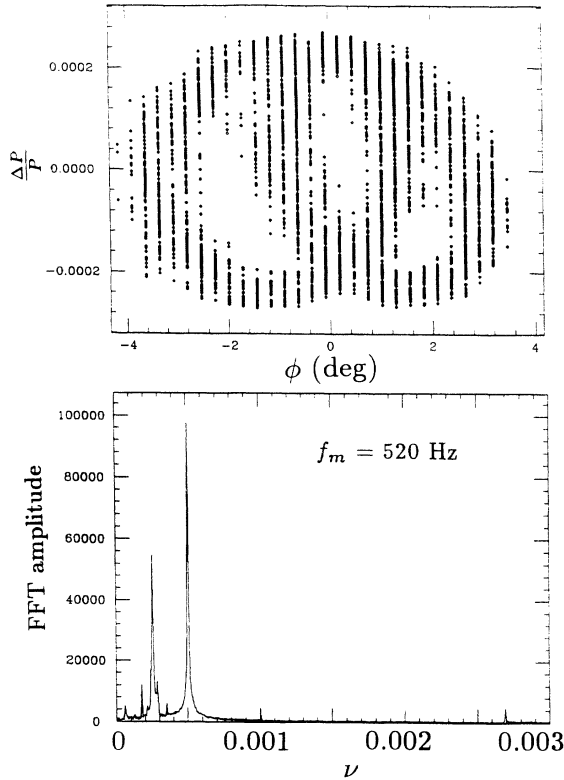 0.0002
0.0000
−0.0002
ΔP
P
−4 −2 0 2 4
ϕ (deg)
100000
80000
60000
40000
20000
0
FFT amplitude
f_m = 520 Hz
0 0.001 0.002 0.003
ν